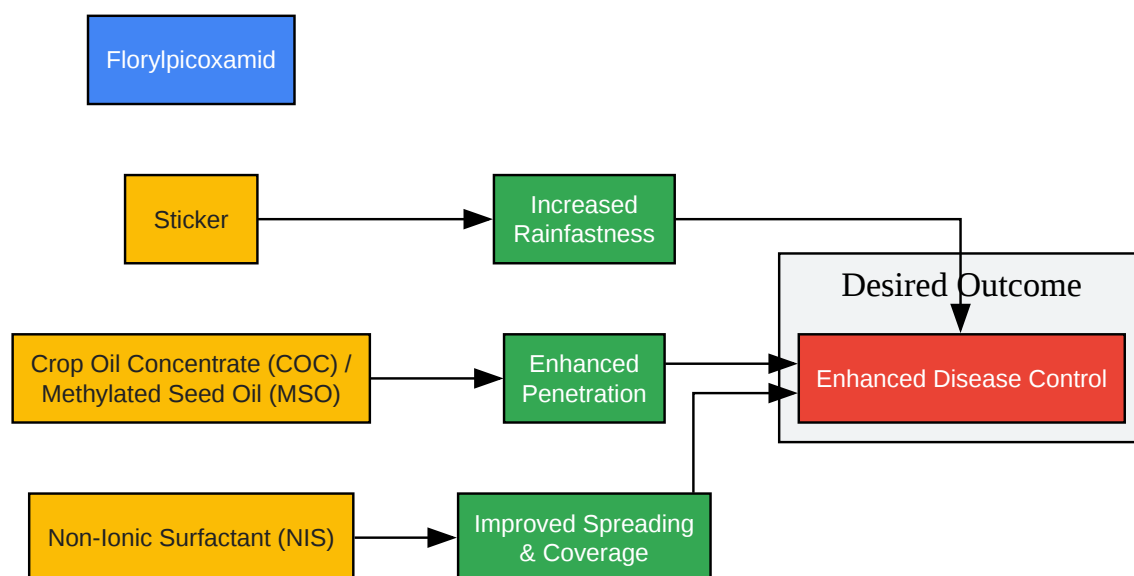 Florylpicoxamid
Sticker
Increased
Rainfastness
Desired Outcome
Crop Oil Concentrate (COC) /
Methylated Seed Oil (MSO)
Enhanced
Penetration
Enhanced Disease Control
Non-Ionic Surfactant (NIS)
Improved Spreading
& Coverage